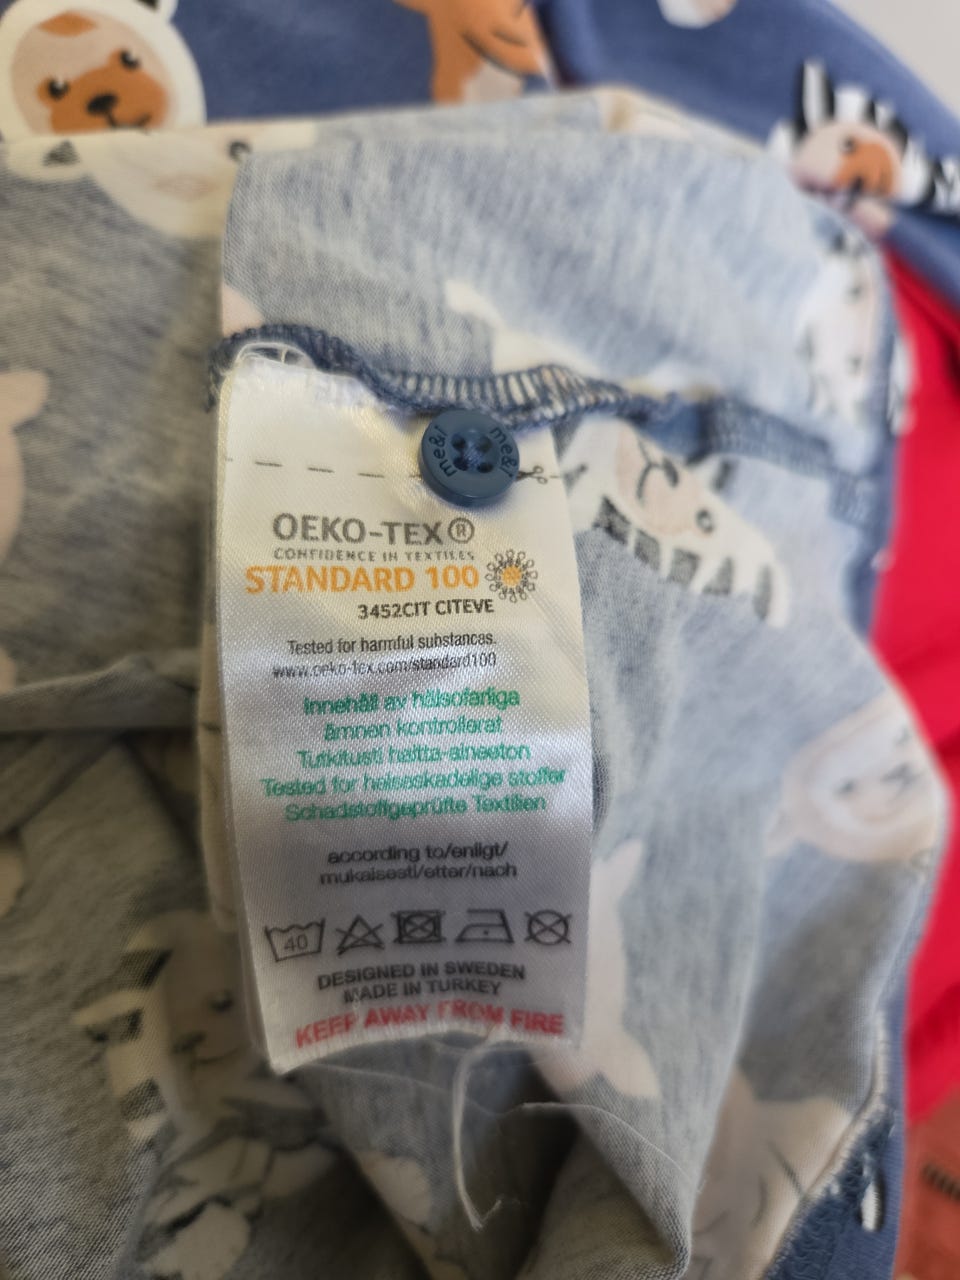 me&i
me&i
OEKO-TEX®
CONFIDENCE IN TEXTILES
STANDARD 100
3452CIT CITEVE
Tested for harmful substances.
www.oeko-tex.com/standard100
Innehåll av hälsofarliga
ämnen kontrollerat
Tutkitusti haitta-aineeton
Tested for helseskadelige stoffer
Schadstoffgeprüfte Textilien
according to/enligt/
mukaisesti/etter/nach
40
DESIGNED IN SWEDEN
MADE IN TURKEY
KEEP AWAY FROM FIRE